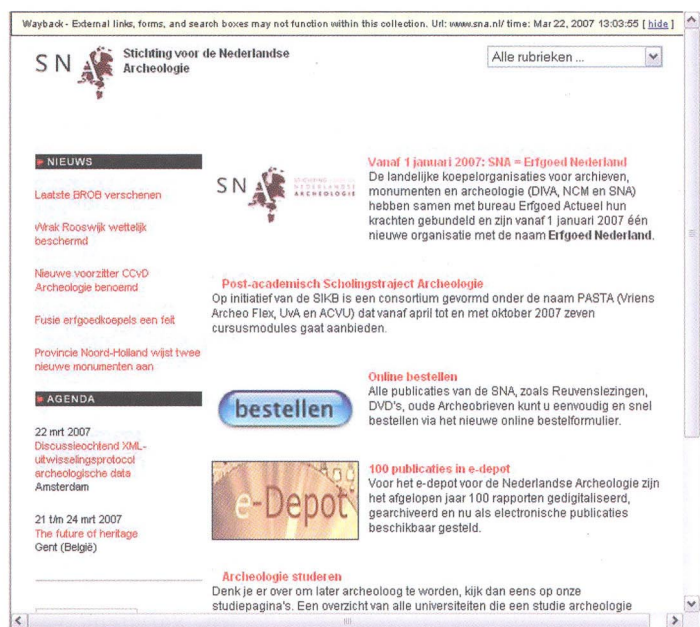 Wayback - External links, forms, and search boxes may not function within this collection. Url: www.sna.nl/ time: Mar 22, 2007 13:03:55 [ hide ]
SNA
Stichting voor de Nederlandse
Archeologie
Alle rubrieken ...
NIEUWS
Laatste BROB verschenen
Wrak Rooswijk wettelijk
beschermd
Nieuwe voorzitter CCvD
Archeologie benoemd
Fusie erfgoedkoepels een feit
Provincie Noord-Holland wijst twee
nieuwe monumenten aan
AGENDA
22 mrt 2007
Discussieochtend XML-
uitwisselingsprotocol
archeologische data
Amsterdam
21 t/m 24 mrt 2007
The future of heritage
Gent (België)
SNA
NEDERLANDSE
ARCHEOLOGIE
Vanaf 1 januari 2007: SNA = Erfgoed Nederland
De landelijke koepelorganisaties voor archieven,
monumenten en archeologie (DIVA, NCM en SNA)
hebben samen met bureau Erfgoed Actueel hun
krachten gebundeld en zijn vanaf 1 januari 2007 één
nieuwe organisatie met de naam Erfgoed Nederland.
Post-academisch Scholingstraject Archeologie
Op initiatief van de SIKB is een consortium gevormd onder de naam PASTA (Vriens
Archeo Flex, UvA en ACVU) dat vanaf april tot en met oktober 2007 zeven
cursusmodules gaat aanbieden.
bestellen
Online bestellen
Alle publicaties van de SNA, zoals Reuvenslezingen,
DVD's, oude Archeobrieven kunt u eenvoudig en snel
bestellen via het nieuwe online bestelformulier.
e-Depot
100 publicaties in e-depot
Voor het e-depot voor de Nederlandse Archeologie zijn
het afgelopen jaar 100 rapporten gedigitaliseerd,
gearchiveerd en nu als electronische publicaties
beschikbaar gesteld.
Archeologie studeren
Denk je er over om later archeoloog te worden, kijk dan eens op onze
studiepagina's. Een overzicht van alle universiteiten die een studie archeologie